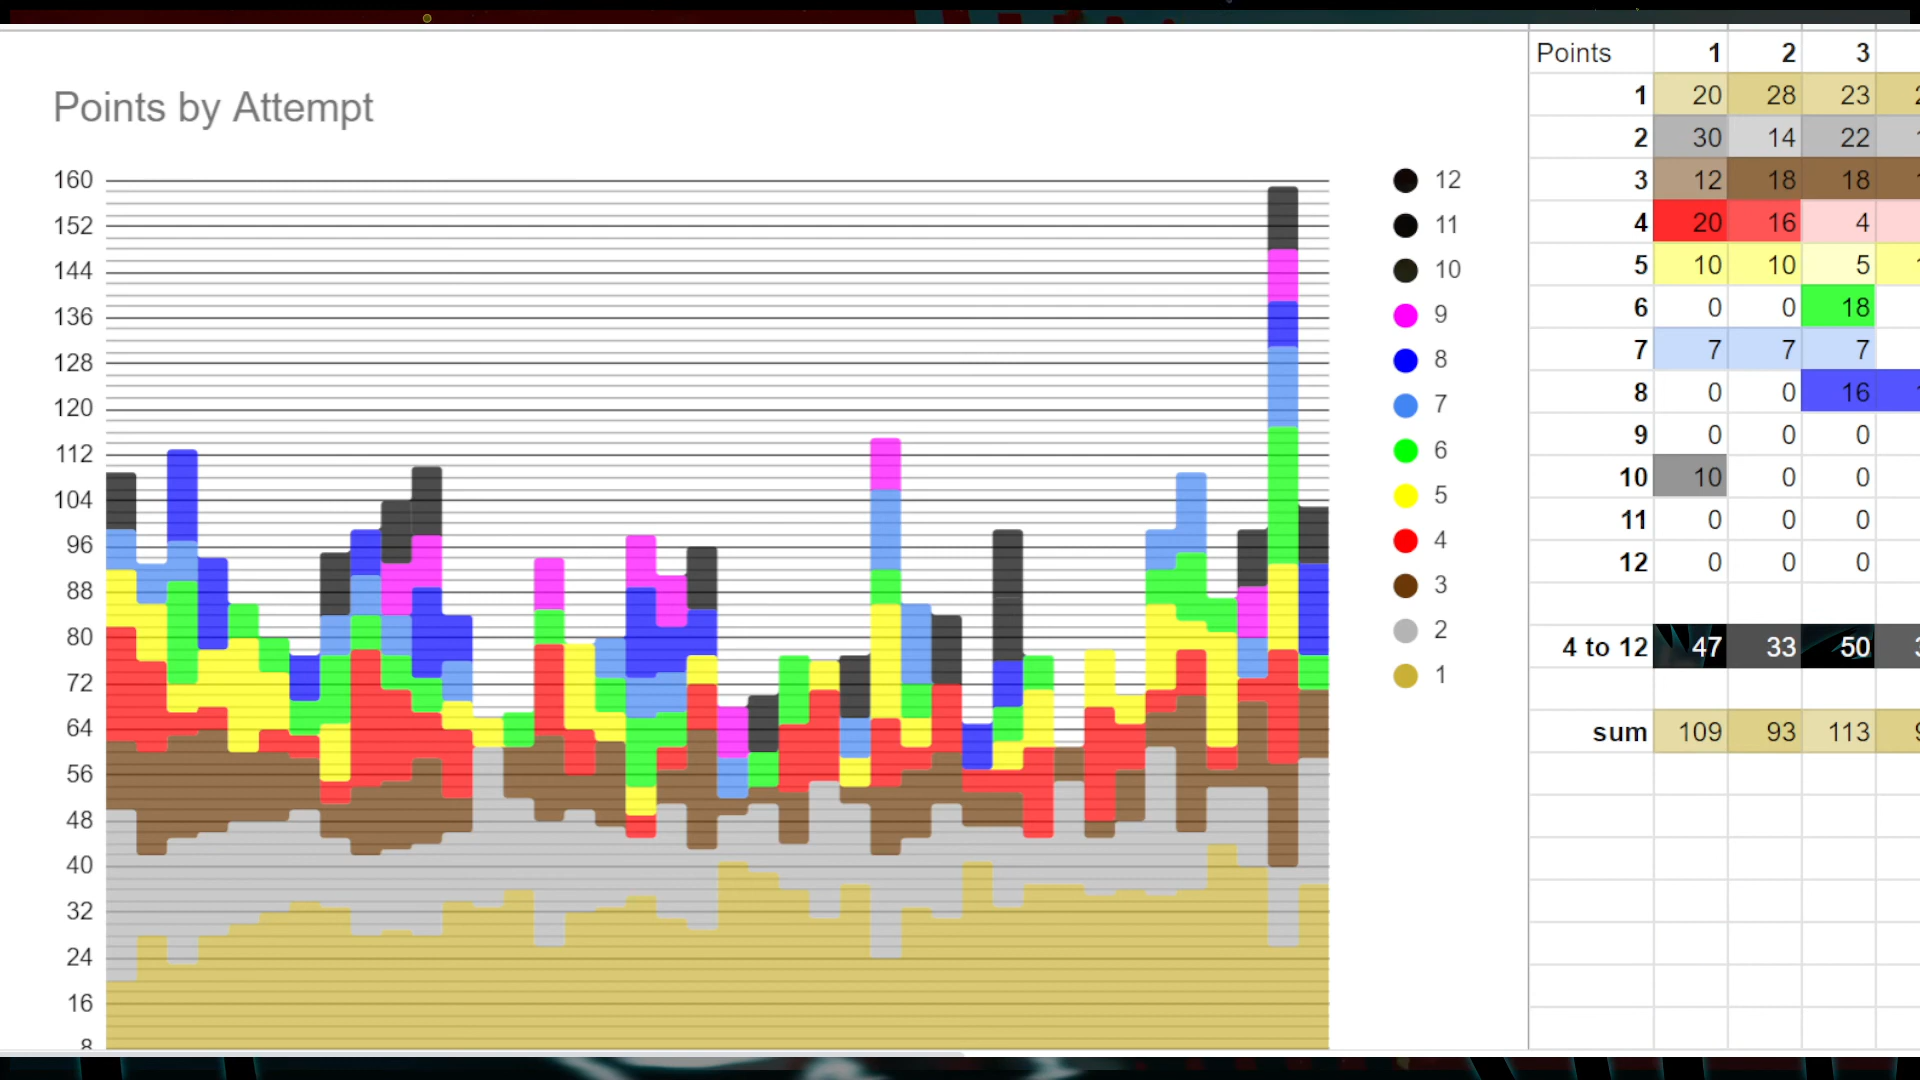 Points by Attempt
160
152
144
136
128
120
112
104
96
88
80
72
64
56
48
40
32
24
16
8
12
11
10
9
8
7
6
5
4
3
2
1
Points 1 2 3
1 20 28 23
2 30 14 22
3 12 18 18
4 20 16 4
5 10 10 5
6 0 0 18
7 7 7 7
8 0 0 16
9 0 0 0
10 10 0 0
11 0 0 0
12 0 0 0
4 to 12 47 33 50
sum 109 93 113